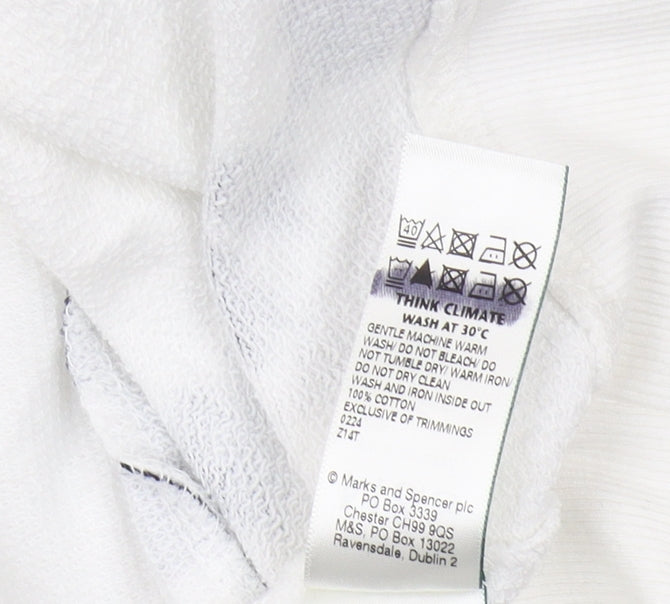 40
THINK CLIMATE
WASH AT 30°C
GENTLE MACHINE WARM
WASH/ DO NOT BLEACH/ DO
NOT TUMBLE DRY/ WARM IRON/
DO NOT DRY CLEAN
WASH AND IRON INSIDE OUT
100% COTTON
EXCLUSIVE OF TRIMMINGS
0224
Z14T
© Marks and Spencer plc
PO Box 3339
Chester CH99 9QS
M&S, PO Box 13022
Ravensdale, Dublin 2